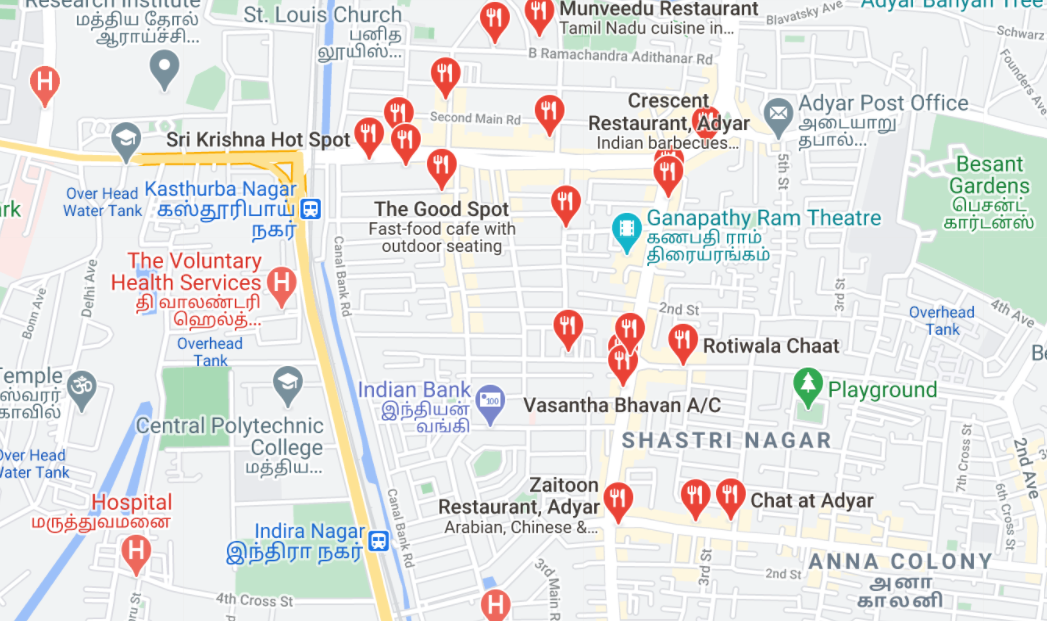 Research Institute
மத்திய தோல்
ஆராய்ச்சி...
St. Louis Church
பனித
லூயிஸ்...
Munveedu Restaurant
Tamil Nadu cuisine in...
Blavatsky Ave
Adyar Banyan Tree
Schwarz
Founders Ave
B Ramachandra Adithanar Rd
Second Main Rd
Crescent
Restaurant, Adyar
Indian barbecues...
Adyar Post Office
அடையாறு
தபால்...
Sri Krishna Hot Spot
5th St
Besant
Gardens
பெசன்ட்
கார்டன்ஸ்
Over Head
Water Tank
Kasthurba Nagar
கஸ்தூரிபாய்
நகர்
ark
The Good Spot
Fast-food cafe with
outdoor seating
Ganapathy Ram Theatre
கணபதி ராம்
திரையரங்கம்
Canal Bank Rd
Delhi Ave
Bonn Ave
The Voluntary
Health Services
தி வாலண்டரி
ஹெல்த்...
Overhead
Tank
2nd St
3rd St
4th Ave
Overhead
Tank
Rotiwala Chaat
Be
Temple
ஸ்வரர்
காவில்
Indian Bank
இந்தியன்
வங்கி
Vasantha Bhavan A/C
Playground
Central Polytechnic
College
மத்திய...
SHASTRI NAGAR
7th Cross St
2nd Ave
Over Head
Water Tank
Hospital
மருத்துவமனை
Zaitoon
Restaurant, Adyar
Arabian, Chinese &...
Chat at Adyar
Canal Bank Rd
Indira Nagar
இந்திரா நகர்
3rd Main R
3rd St
2nd St
6th Cross St
ANNA COLONY
அனா
காலனி
4th Cross St
ru St